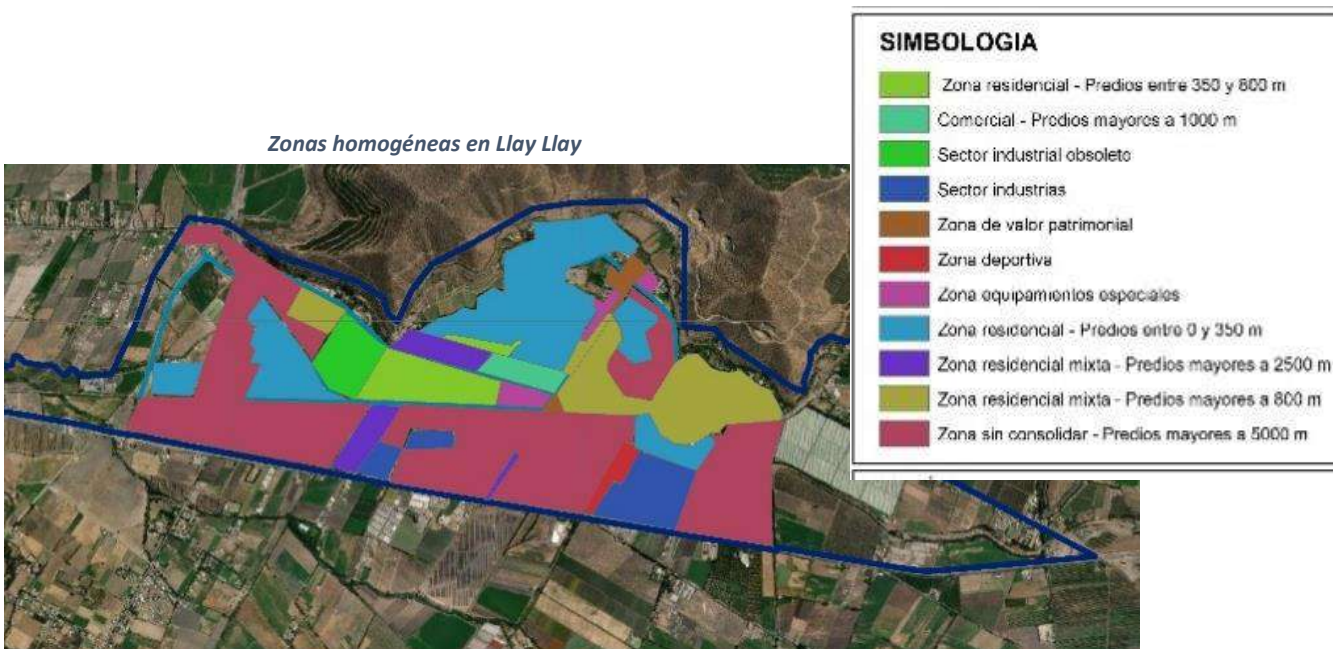 Zonas homogéneas en Llay Llay
SIMBOLOGIA
Zona residencial - Predios entre 350 y 800 m
Comercial - Predios mayores a 1000 m
Sector industrial obsoleto
Sector industrias
Zona de valor patrimonial
Zona deportiva
Zona equipamientos especiales
Zona residencial - Predios entre 0 y 350 m
Zona residencial mixta - Predios mayores a 2500 m
Zona residencial mixta - Predios mayores a 800 m
Zona sin consolidar - Predios mayores a 5000 m